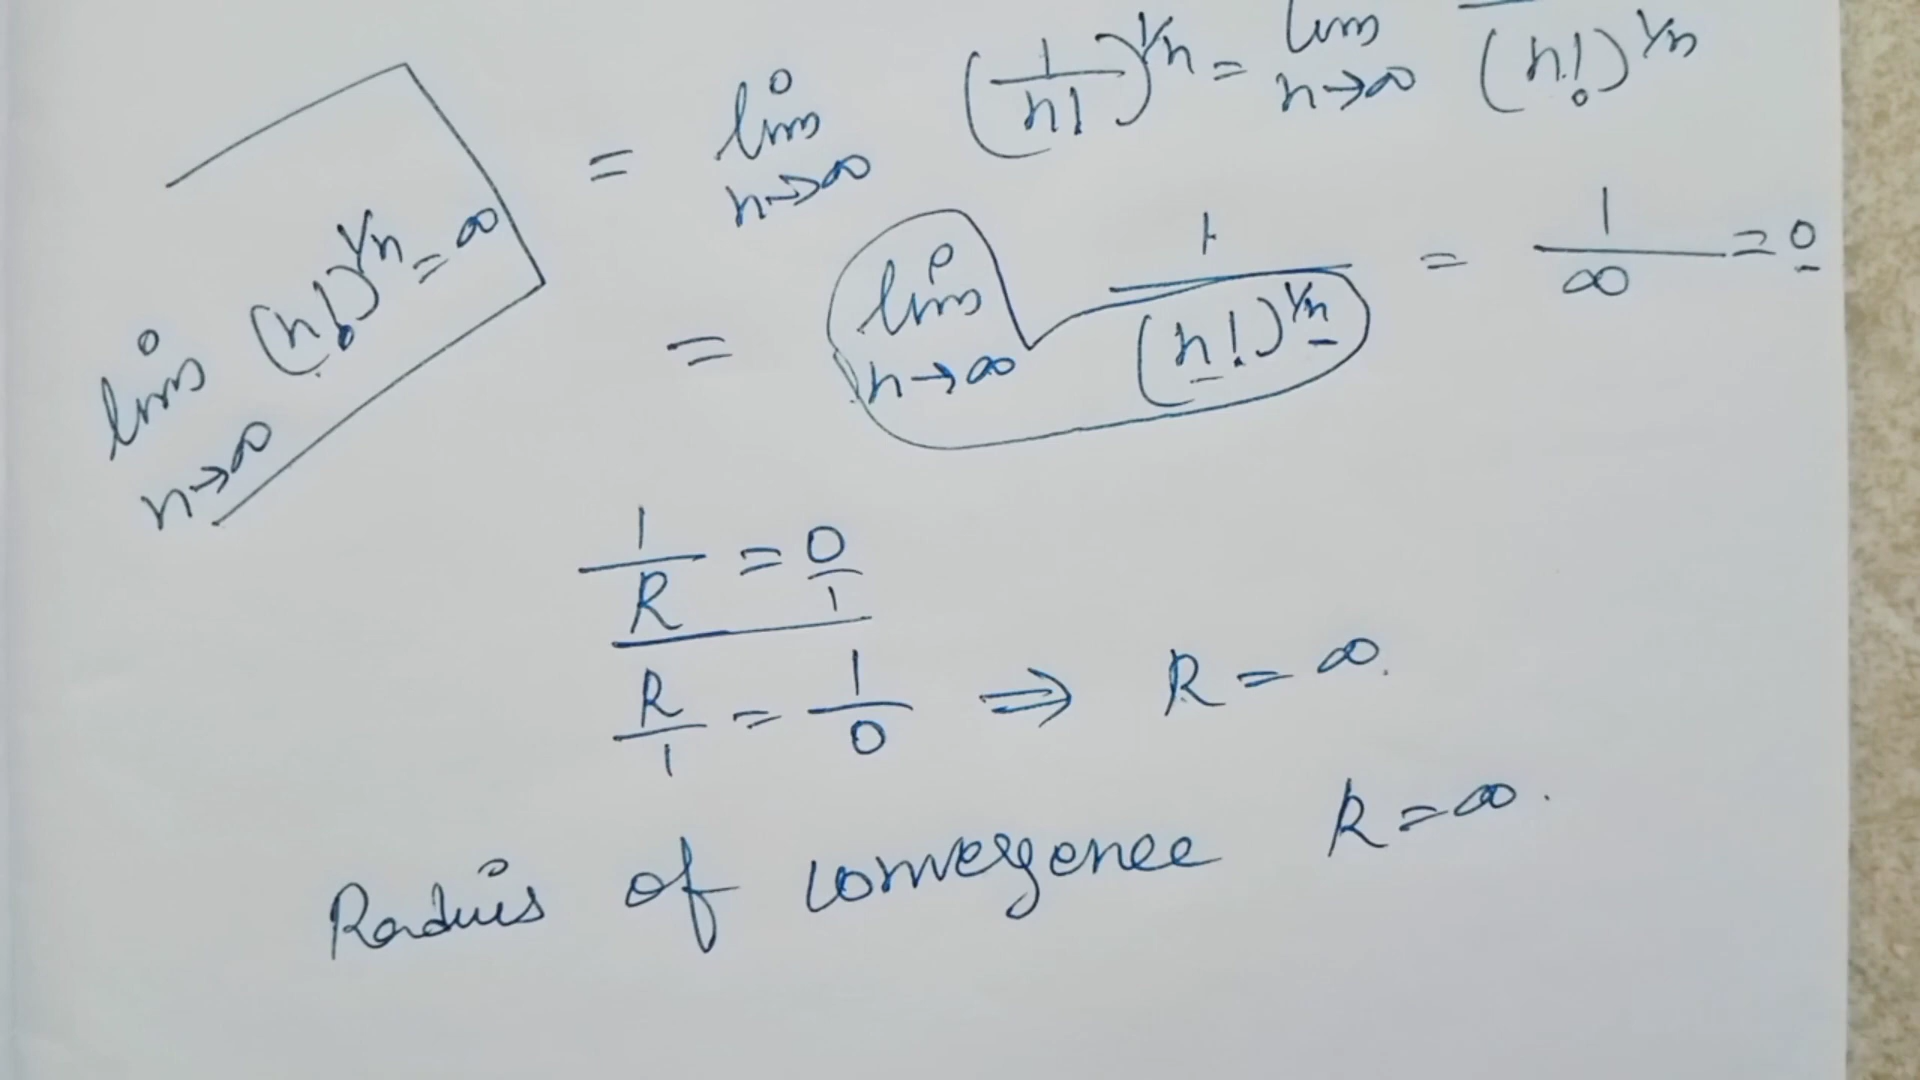 = lim n→∞ (1/n!)^1/n = lim n→∞ (n!)^1/n
lim n→∞ (n!)^1/n = ∞
= lim n→∞ 1/(n!)^1/n = 1/∞ = 0
1/R = 0/1
R/1 = 1/0 ⇒ R = ∞.
Radius of convergence R = ∞.